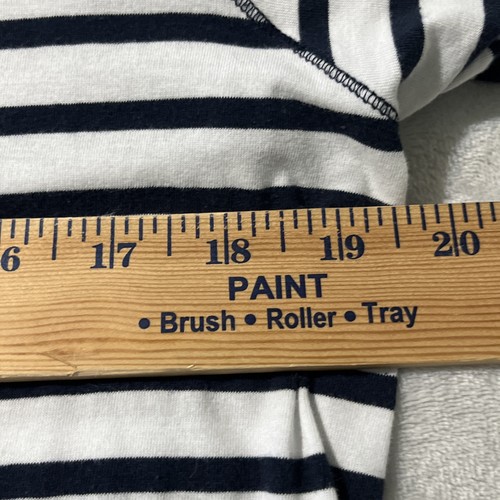 6 17 18 19 20
PAINT
• Brush • Roller • Tray